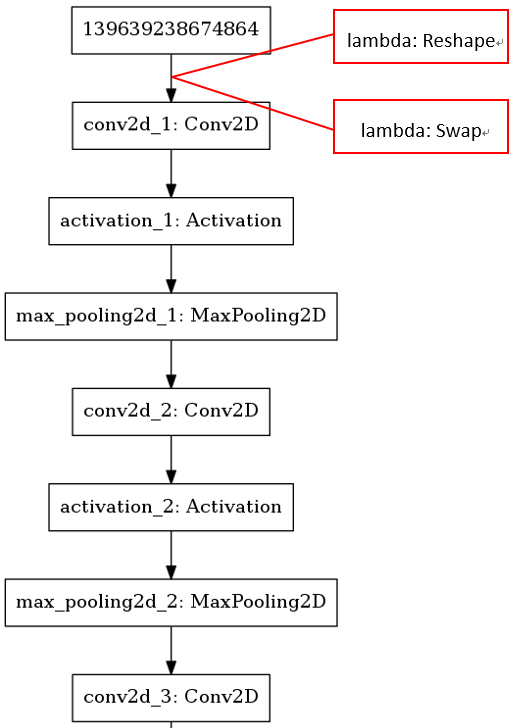 139639238674864
lambda: Reshape
conv2d_1: Conv2D
lambda: Swap
activation_1: Activation
max_pooling2d_1: MaxPooling2D
conv2d_2: Conv2D
activation_2: Activation
max_pooling2d_2: MaxPooling2D
conv2d_3: Conv2D